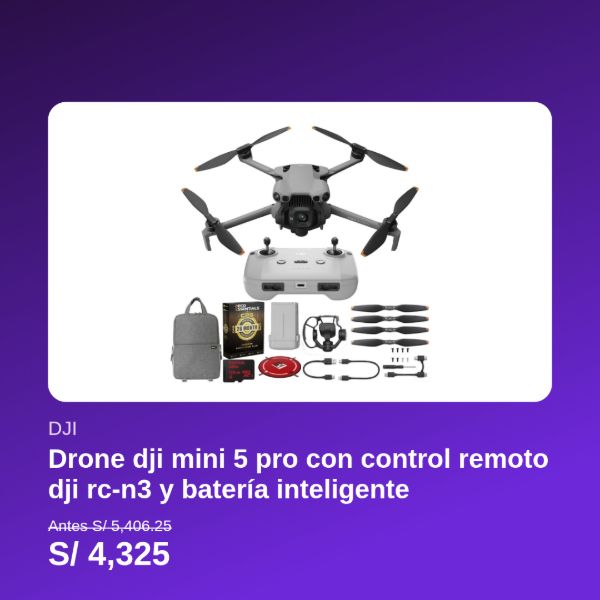 DJI
Drone dji mini 5 pro con control remoto
dji rc-n3 y batería inteligente
Antes S/ 5,406.25
S/ 4,325